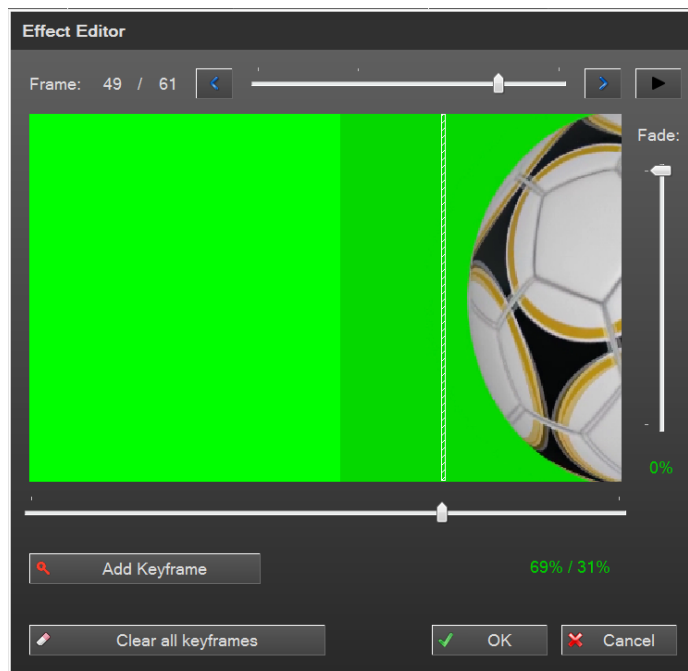 Effect Editor
Frame: 49 / 61
Fade:
0%
Add Keyframe
69% / 31%
Clear all keyframes
OK
Cancel